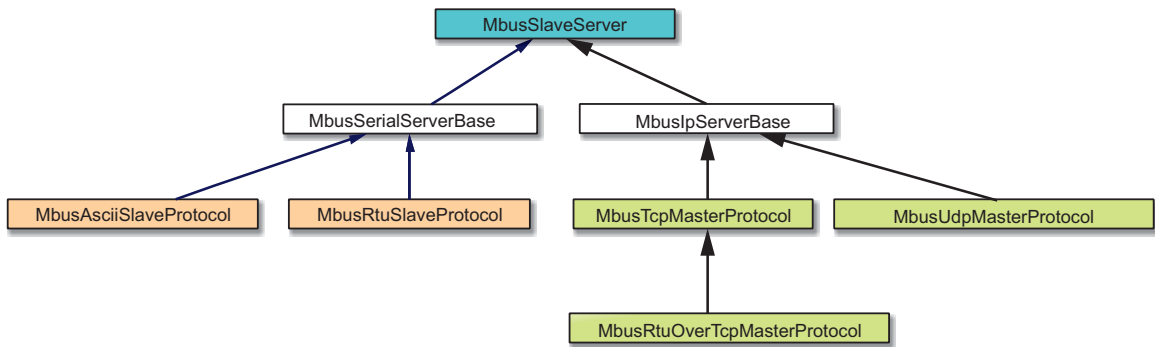 MbusSlaveServer
MbusSerialServerBase
MbusIpServerBase
MbusAsciiSlaveProtocol
MbusRtuSlaveProtocol
MbusTcpMasterProtocol
MbusUdpMasterProtocol
MbusRtuOverTcpMasterProtocol